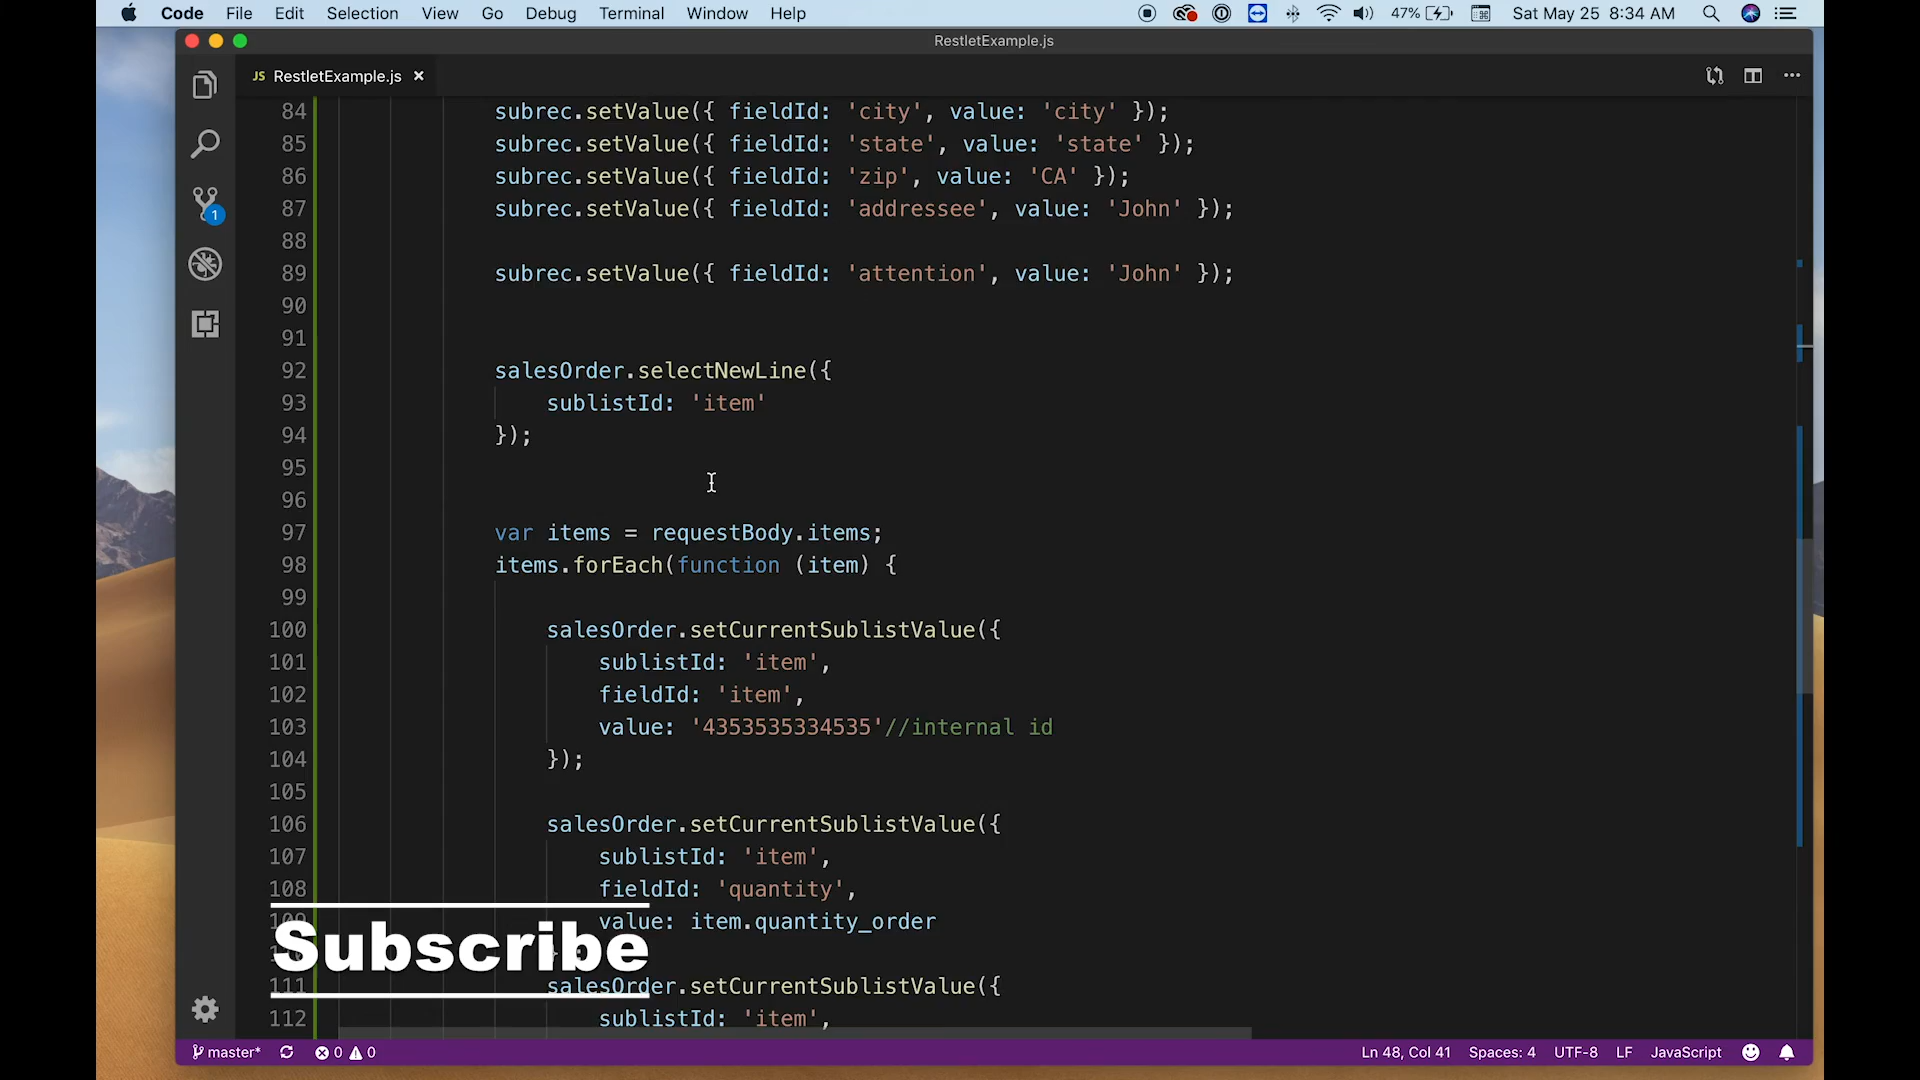 Code File Edit Selection View Go Debug Terminal Window Help 47% Sat May 25 8:34 AM
RestletExample.js
JS RestletExample.js ×
84 subrec.setValue({ fieldId: 'city', value: 'city' });
85 subrec.setValue({ fieldId: 'state', value: 'state' });
86 subrec.setValue({ fieldId: 'zip', value: 'CA' });
87 subrec.setValue({ fieldId: 'addressee', value: 'John' });
88
89 subrec.setValue({ fieldId: 'attention', value: 'John' });
90
91
92 salesOrder.selectNewLine({
93 sublistId: 'item'
94 });
95
96
97 var items = requestBody.items;
98 items.forEach(function (item) {
99
100 salesOrder.setCurrentSublistValue({
101 sublistId: 'item',
102 fieldId: 'item',
103 value: '4353535334535'//internal id
104 });
105
106 salesOrder.setCurrentSublistValue({
107 sublistId: 'item',
108 fieldId: 'quantity',
109 value: item.quantity_order
Subscribe
111 salesOrder.setCurrentSublistValue({
112 sublistId: 'item',
1
master* 0 0 Ln 48, Col 41 Spaces: 4 UTF-8 LF JavaScript